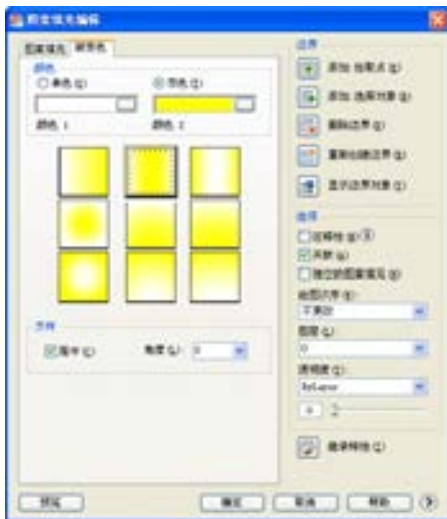 图案填充编辑
图案填充 渐变色
颜色
单色(O) 双色(T)
颜色 1 颜色 2
方向
居中(C) 角度(L): 0
边界
添加:拾取点(K)
添加:选择对象(B)
删除边界(D)
重新创建边界(R)
显示边界对象(V)
选项
注释性(N)
关联(A)
独立的图案填充(H)
绘图次序(W):
不更改
图层(L):
0
透明度(T):
ByLayer
0
继承特性(I)
预览 确定 取消 帮助